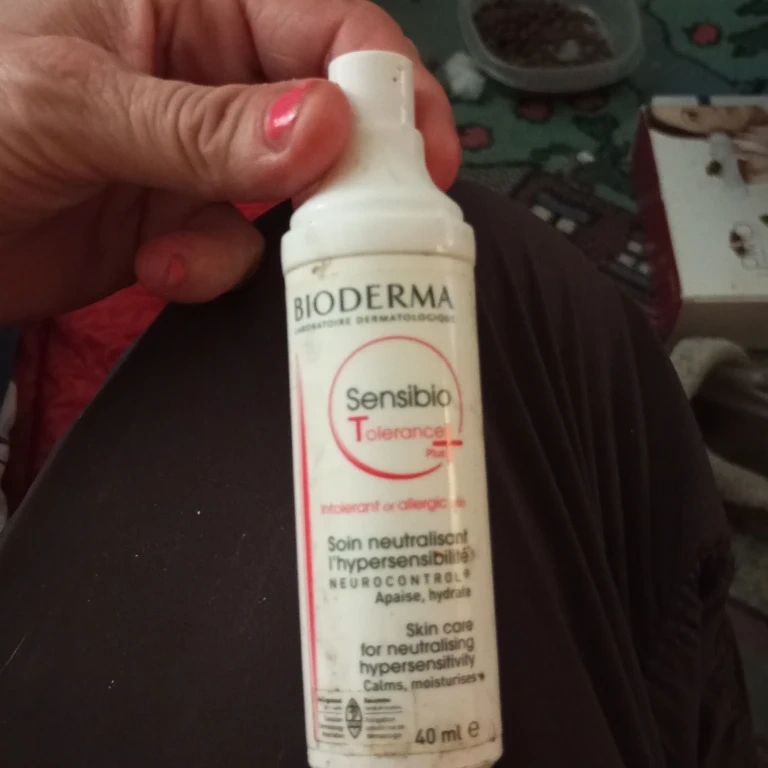 BIODERMA
LABORATOIRE DERMATOLOGIQUE
Sensibio
Tolerance+
Plus
Intolerant or allergic
Soin neutralisant
l'hypersensibilité
NEUROCONTROL®
Apaise, hydrate
Skin care
for neutralising
hypersensitivity
Calms, moisturises
40 ml e